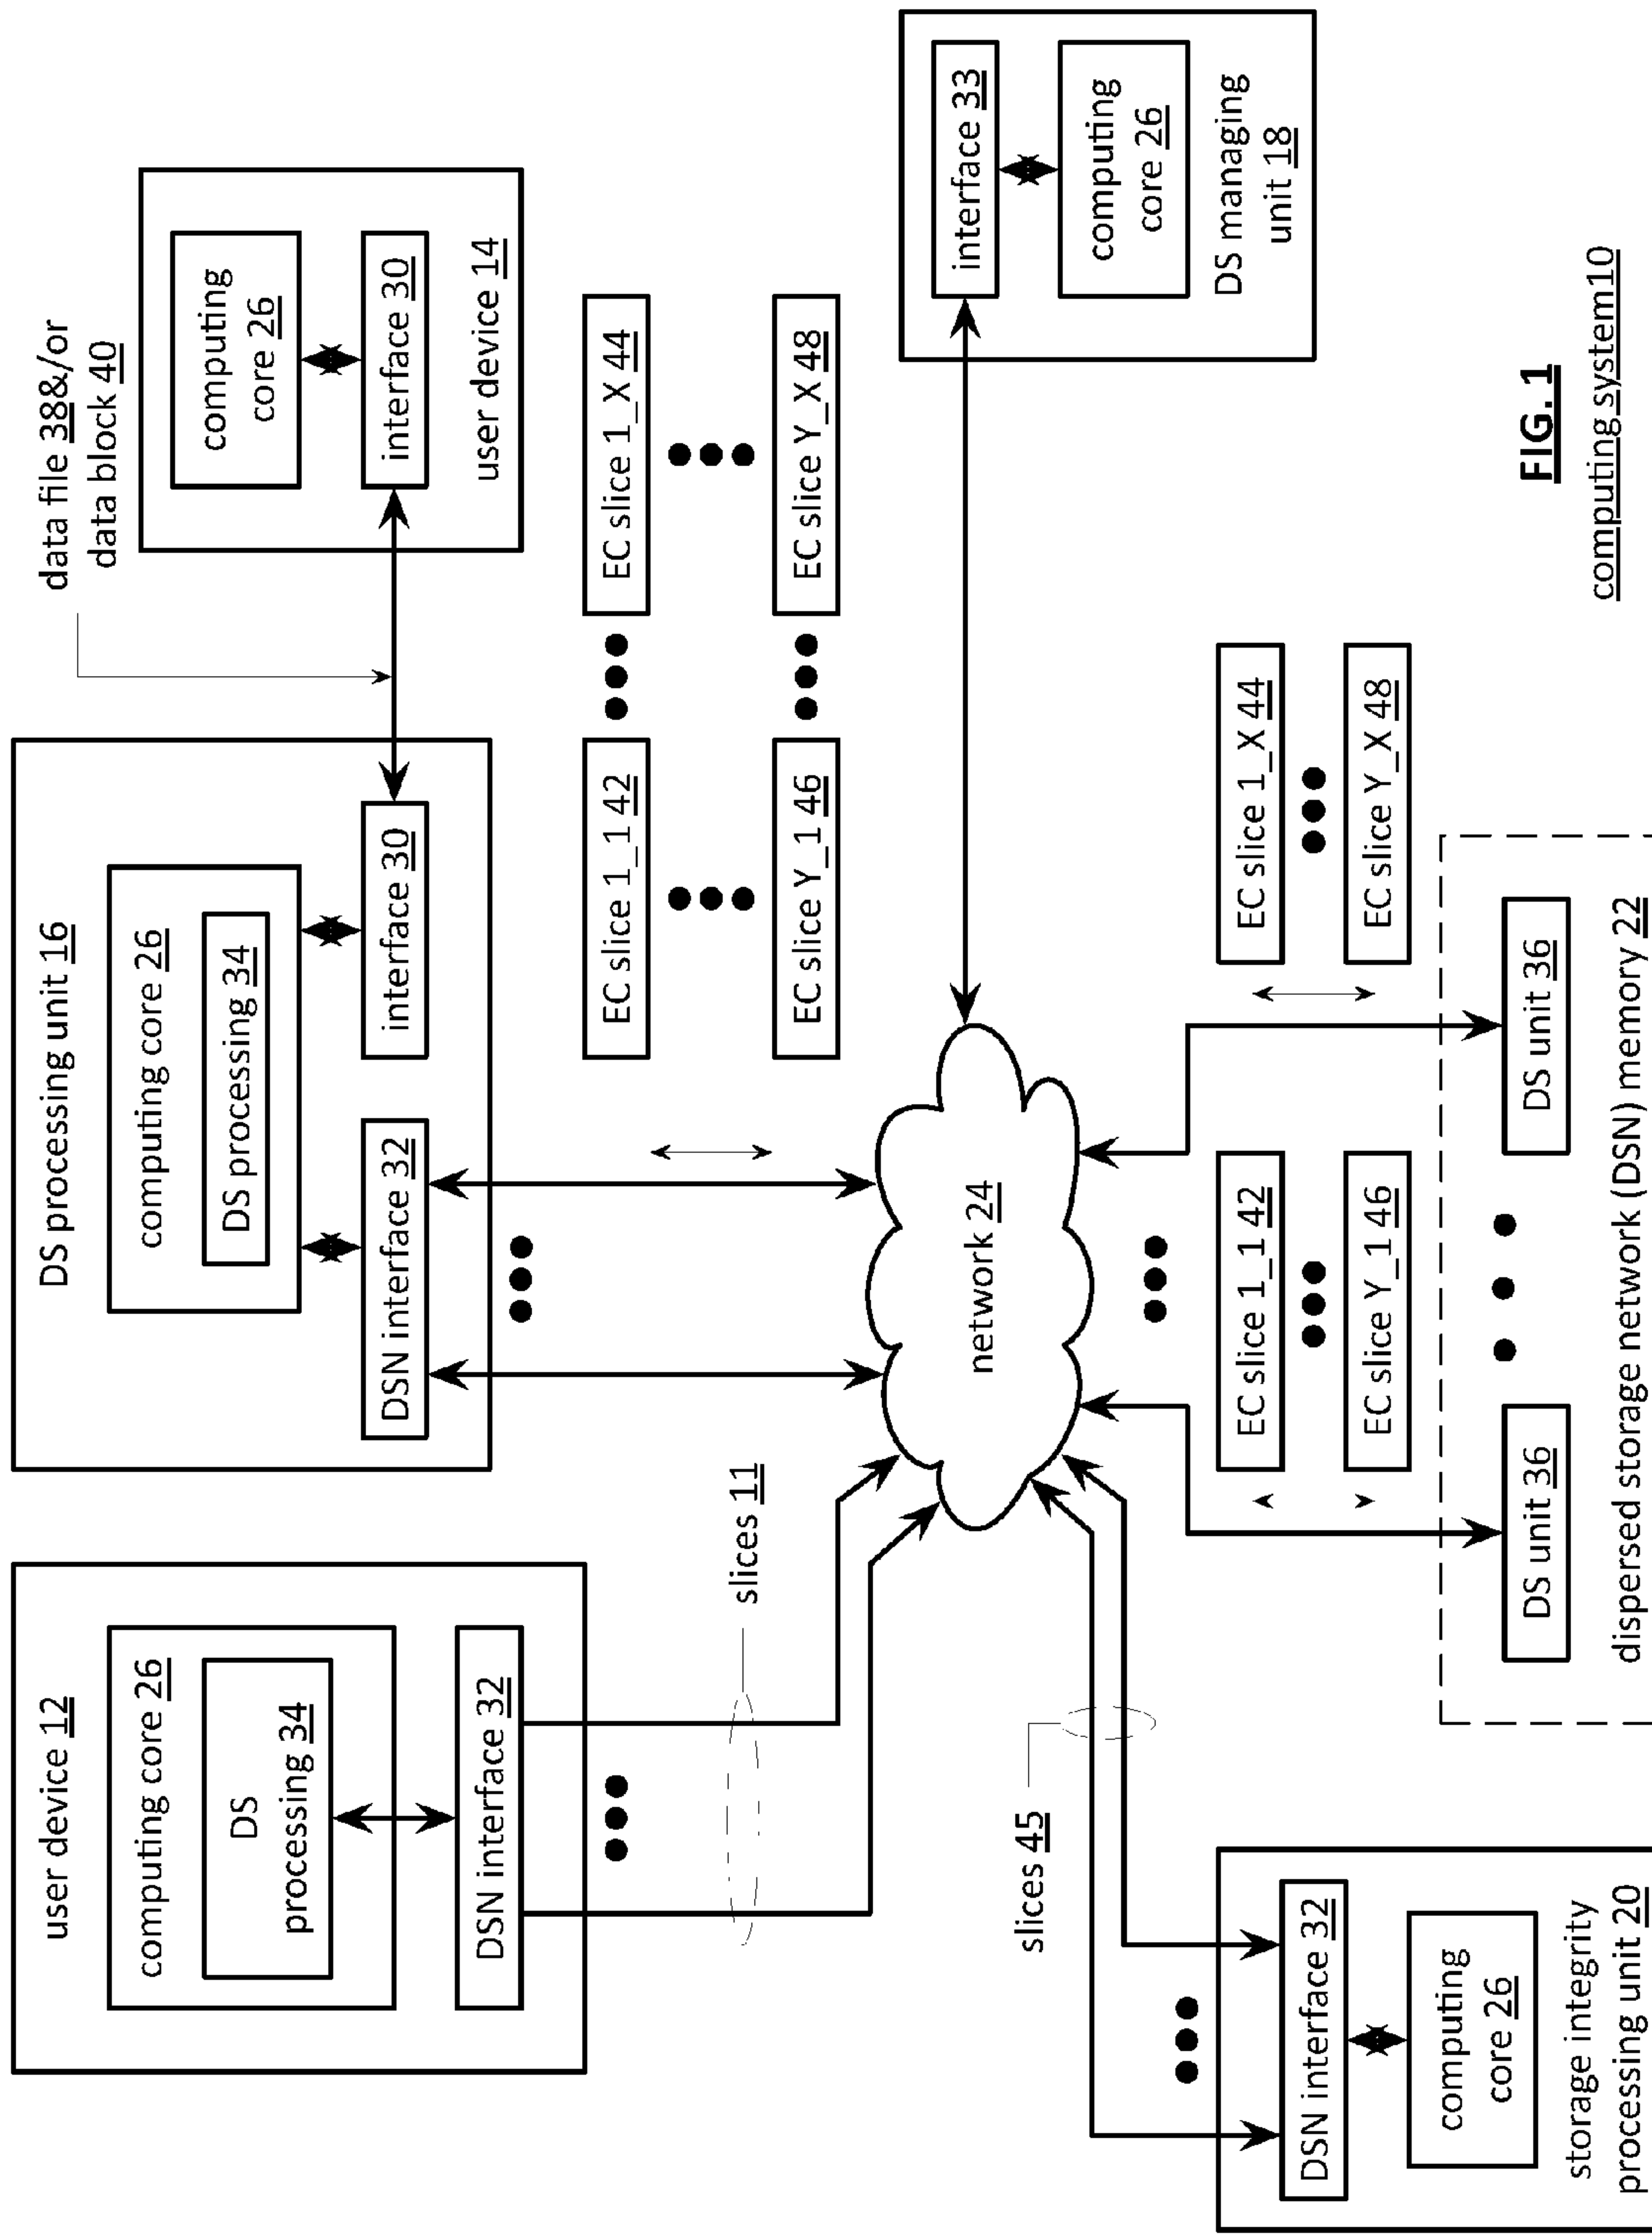 user device 12
computing core 26
DS
processing 34
DSN interface 32
slices 11
DS processing unit 16
computing core 26
DS processing 34
DSN interface 32
interface 30
data file 38&/or
data block 40
computing
core 26
interface 30
user device 14
EC slice 1_1 42
EC slice 1_X 44
EC slice Y_1 46
EC slice Y_X 48
network 24
interface 33
computing
core 26
DS managing
unit 18
slices 45
DSN interface 32
computing
core 26
storage integrity
processing unit 20
EC slice 1_1 42
EC slice Y_1 46
EC slice 1_X 44
EC slice Y_X 48
DS unit 36
DS unit 36
dispersed storage network (DSN) memory 22
FIG. 1
computing system10